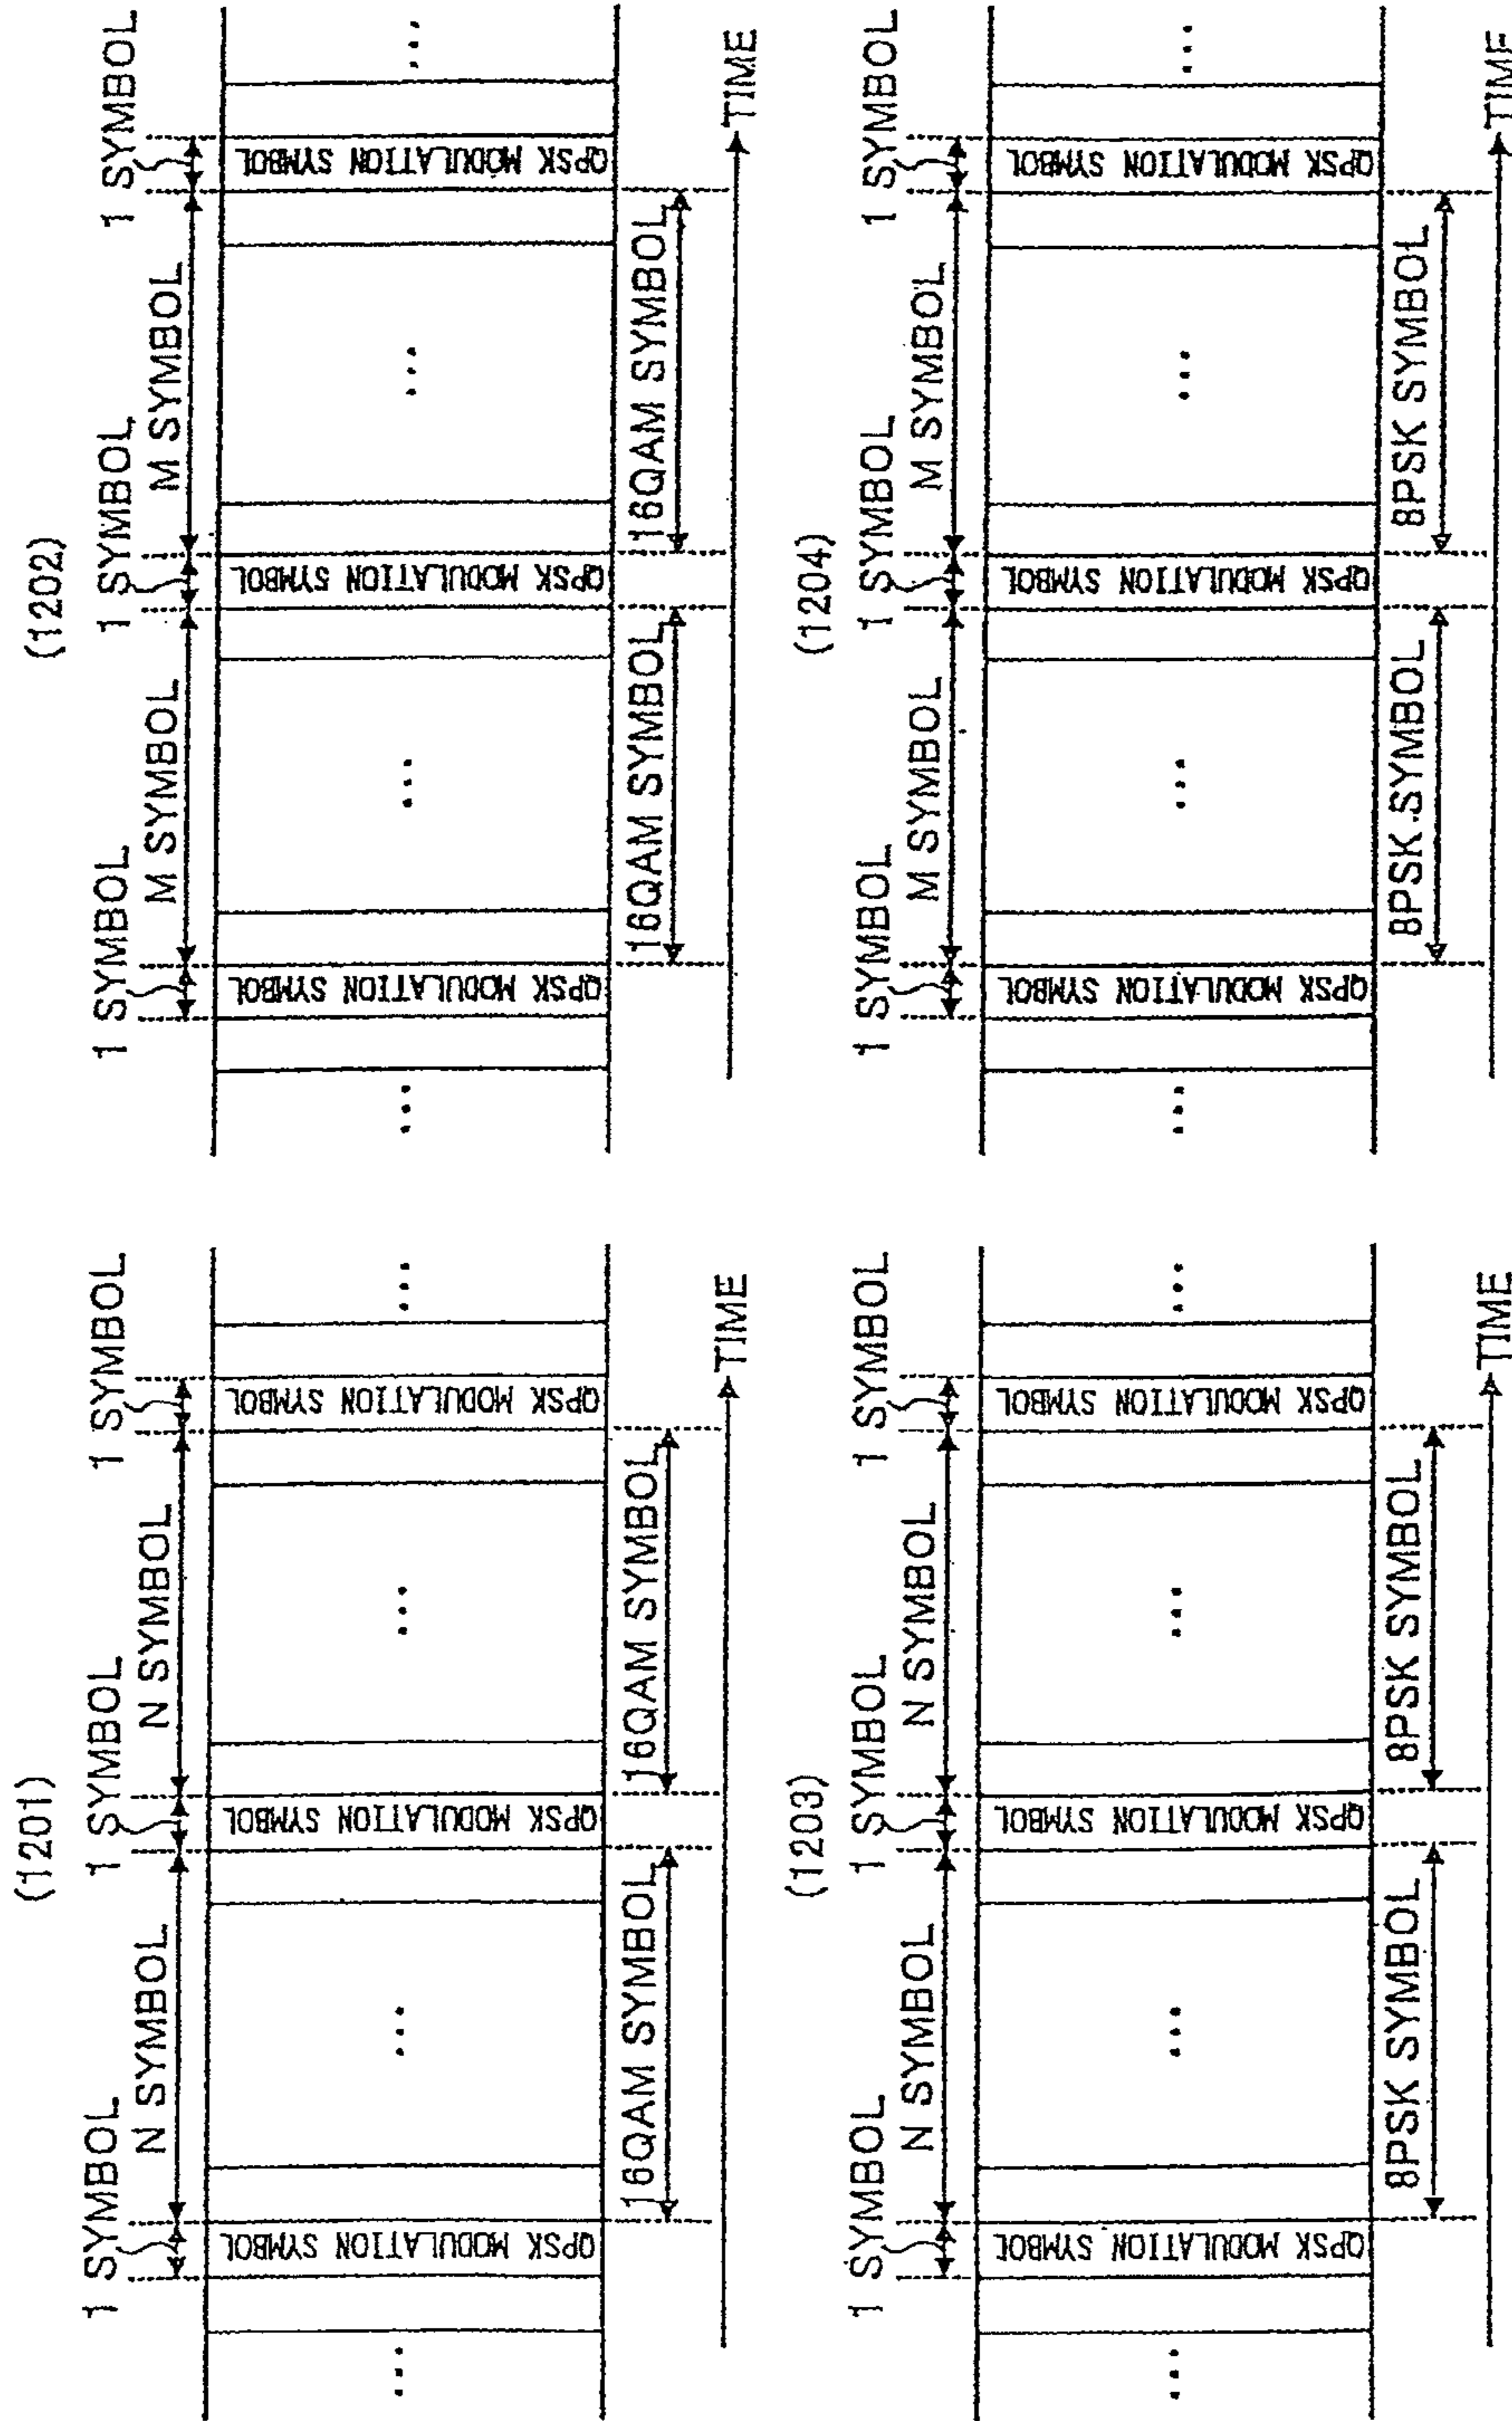 (1201)
1 SYMBOL 1 SYMBOL 1 SYMBOL
N SYMBOL N SYMBOL
QPSK MODULATION SYMBOL
QPSK MODULATION SYMBOL
QPSK MODULATION SYMBOL
...
...
...
...
16QAM SYMBOL 16QAM SYMBOL
TIME
(1202)
1 SYMBOL 1 SYMBOL 1 SYMBOL
M SYMBOL M SYMBOL
QPSK MODULATION SYMBOL
QPSK MODULATION SYMBOL
QPSK MODULATION SYMBOL
...
...
...
...
16QAM SYMBOL 16QAM SYMBOL
TIME
(1203)
1 SYMBOL 1 SYMBOL 1 SYMBOL
N SYMBOL N SYMBOL
QPSK MODULATION SYMBOL
QPSK MODULATION SYMBOL
QPSK MODULATION SYMBOL
...
...
...
...
8PSK SYMBOL 8PSK SYMBOL
TIME
(1204)
1 SYMBOL 1 SYMBOL 1 SYMBOL
M SYMBOL M SYMBOL
QPSK MODULATION SYMBOL
QPSK MODULATION SYMBOL
QPSK MODULATION SYMBOL
...
...
...
...
8PSK SYMBOL 8PSK SYMBOL
TIME